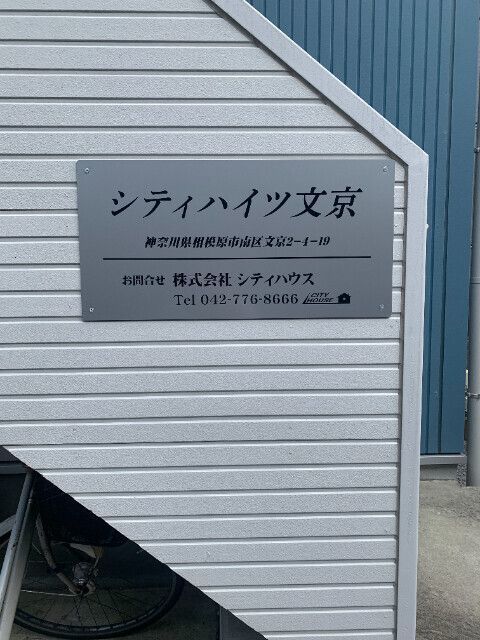 シティハイツ文京
神奈川県相模原市南区文京2-4-19
お問合せ 株式会社 シティハウス
Tel 042-776-8666 CITY HOUSE